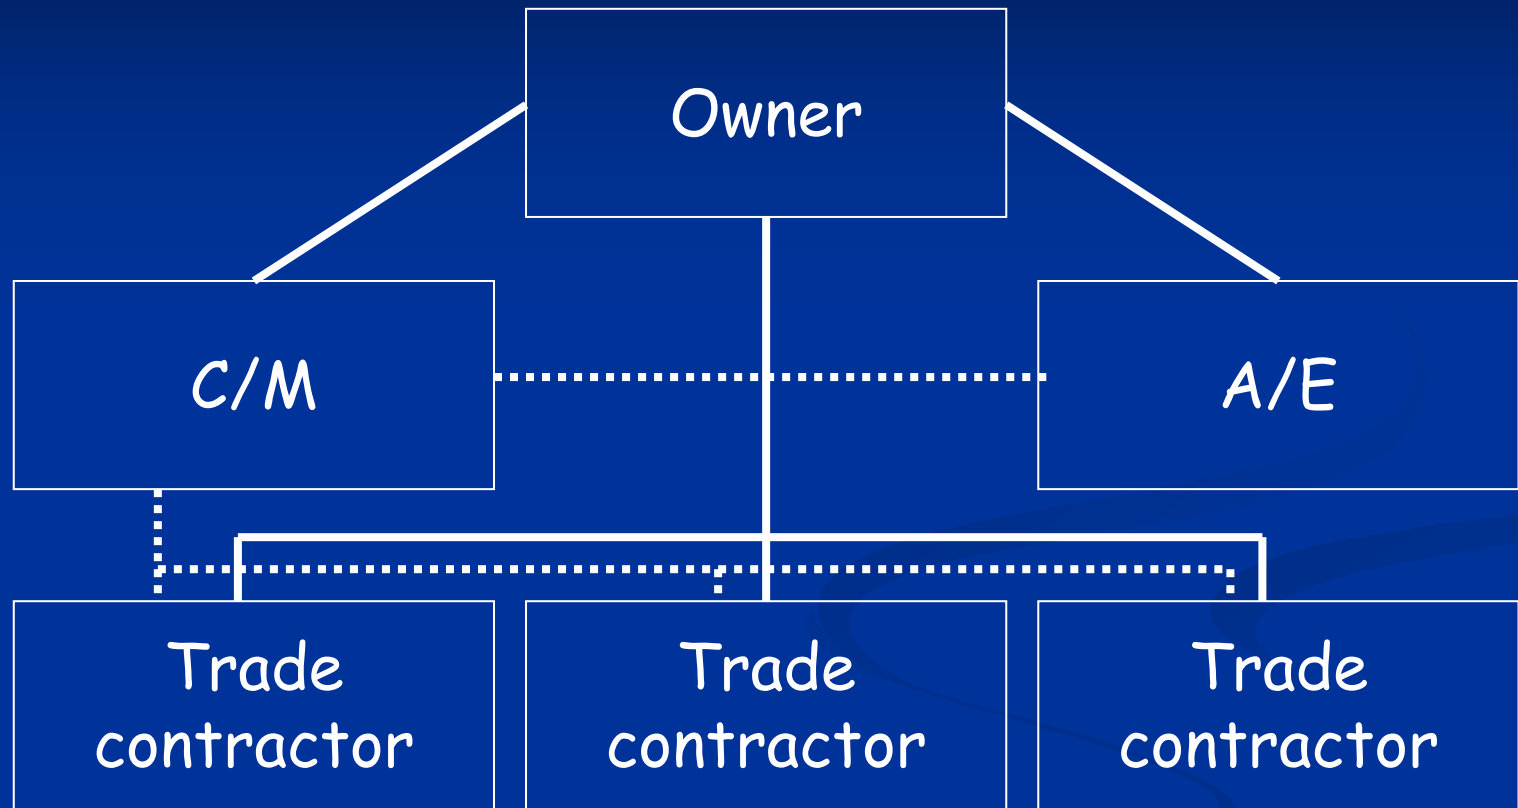 Owner
C/M
A/E
Trade
contractor
Trade
contractor
Trade
contractor